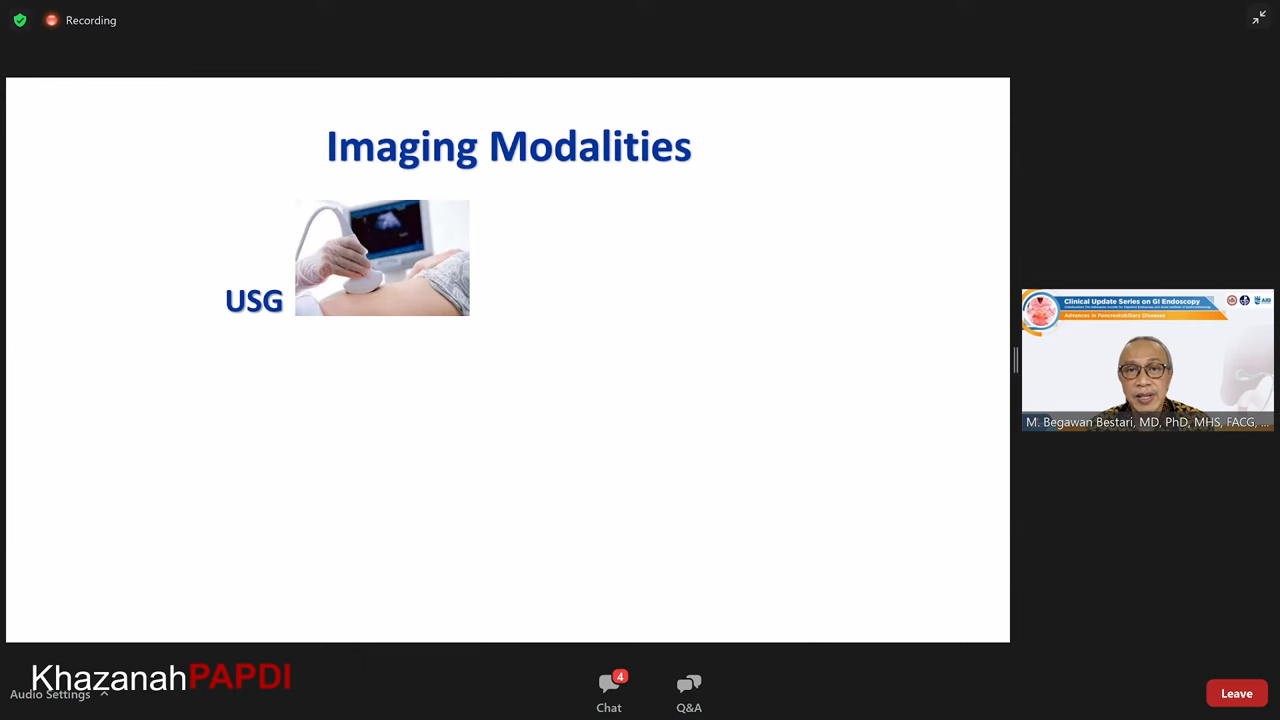 Recording
Imaging Modalities
USG
Clinical Update Series on GI Endoscopy
Advances in Pancreatobiliary Diseases
AIG
M. Begawan Bestari, MD, PhD, MHS, FACG, ...
KhazanahPAPDI
Audio Settings
4
Chat
Q&A
Leave